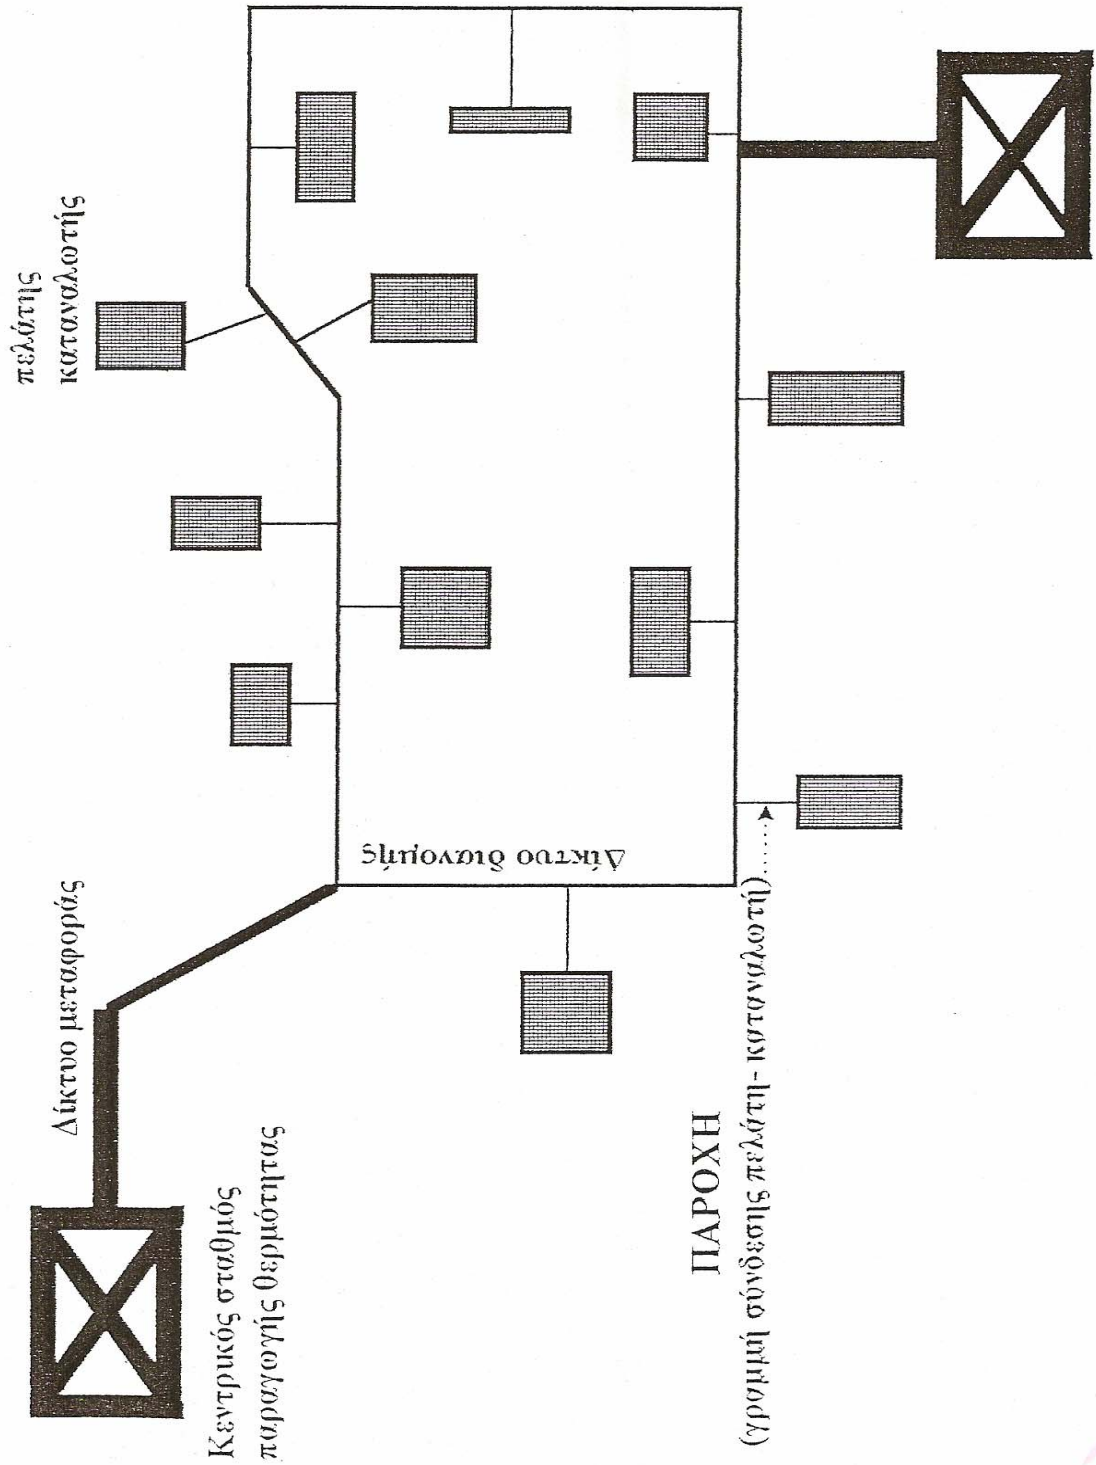 Κεντρικός σταθμός
παραγωγής θερμότητας
Δίκτυο μεταφοράς
πελάτης
καταναλωτής
Δίκτυο διανομής
ΠΑΡΟΧΗ
(γραμμή σύνδεσης πελάτη-καταναλωτή)